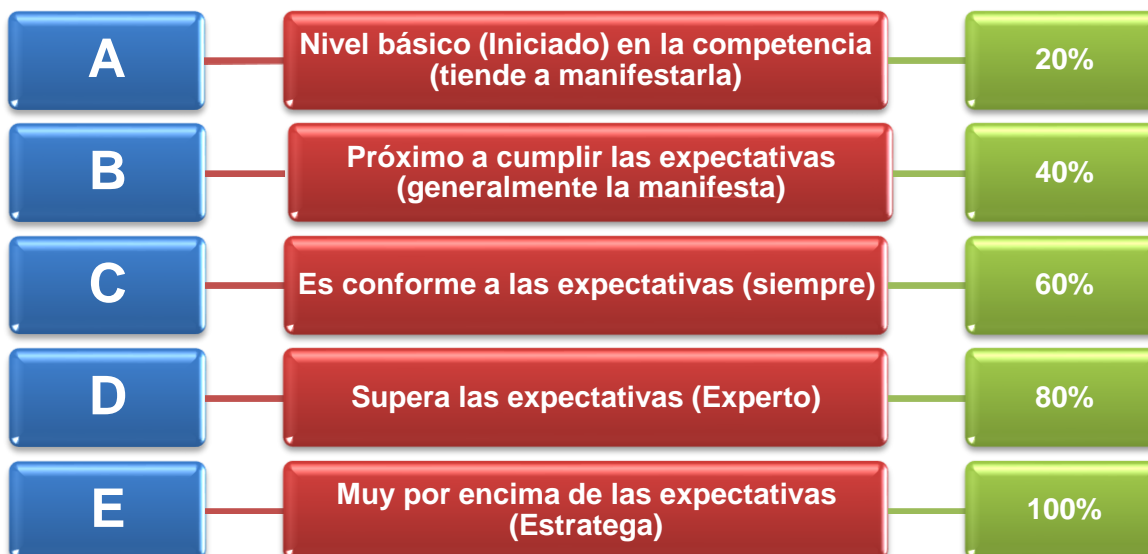 A
Nivel básico (Iniciado) en la competencia
(tiende a manifestarla)
20%
B
Próximo a cumplir las expectativas
(generalmente la manifesta)
40%
C
Es conforme a las expectativas (siempre)
60%
D
Supera las expectativas (Experto)
80%
E
Muy por encima de las expectativas
(Estratega)
100%